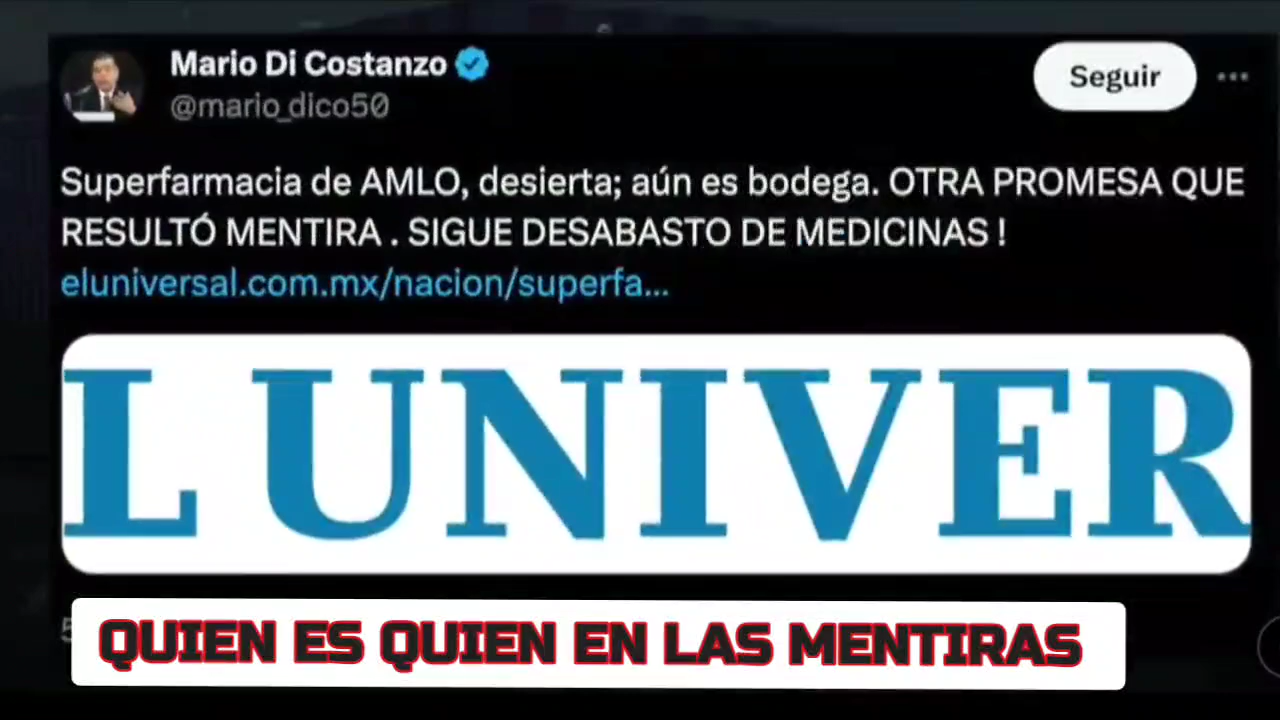 Mario Di Costanzo
@mario_dico50
Seguir
Superfarmacia de AMLO, desierta; aún es bodega. OTRA PROMESA QUE
RESULTÓ MENTIRA . SIGUE DESABASTO DE MEDICINAS !
eluniversal.com.mx/nacion/superfa...
L UNIVER
QUIEN ES QUIEN EN LAS MENTIRAS